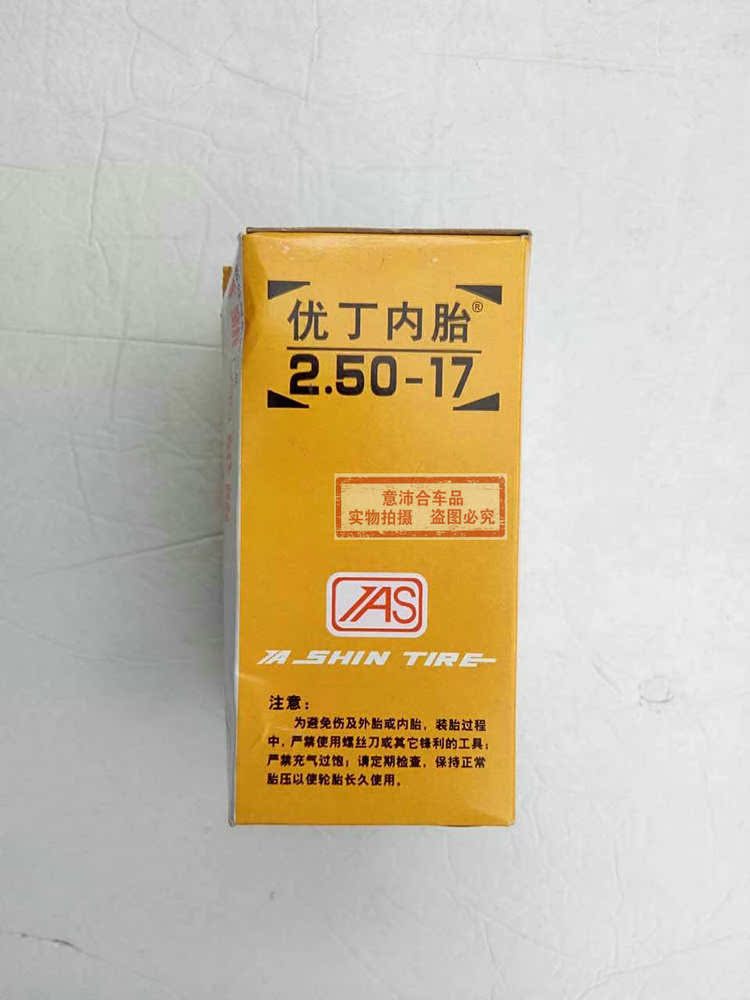 优丁内胎®
2.50-17
意沛合车品
实物拍摄 盗图必究
TAS
TA SHIN TIRE
注意：
为避免伤及外胎或内胎，装胎过程
中，严禁使用螺丝刀或其它锋利的工具；
严禁充气过饱；请定期检查，保持正常
胎压以使轮胎长久使用。